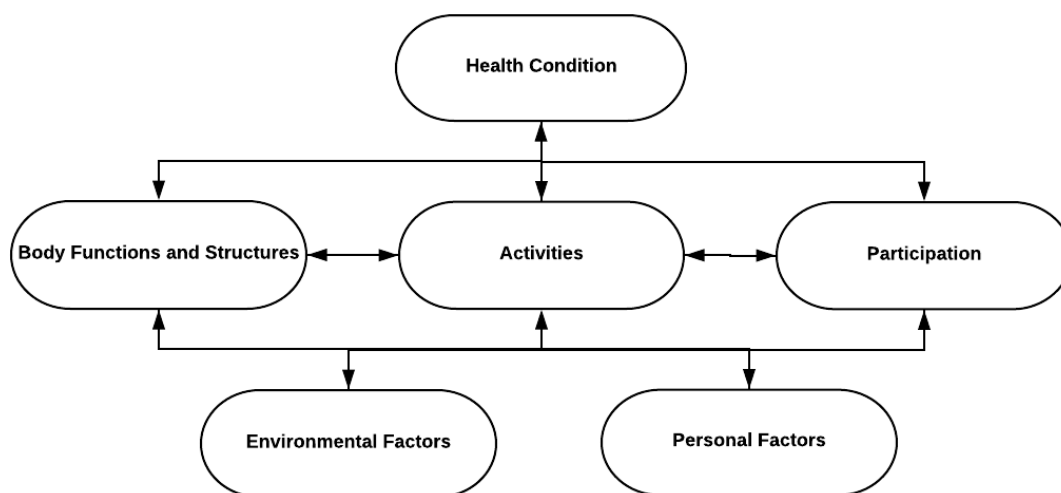 Health Condition
Body Functions and Structures
Activities
Participation
Environmental Factors
Personal Factors